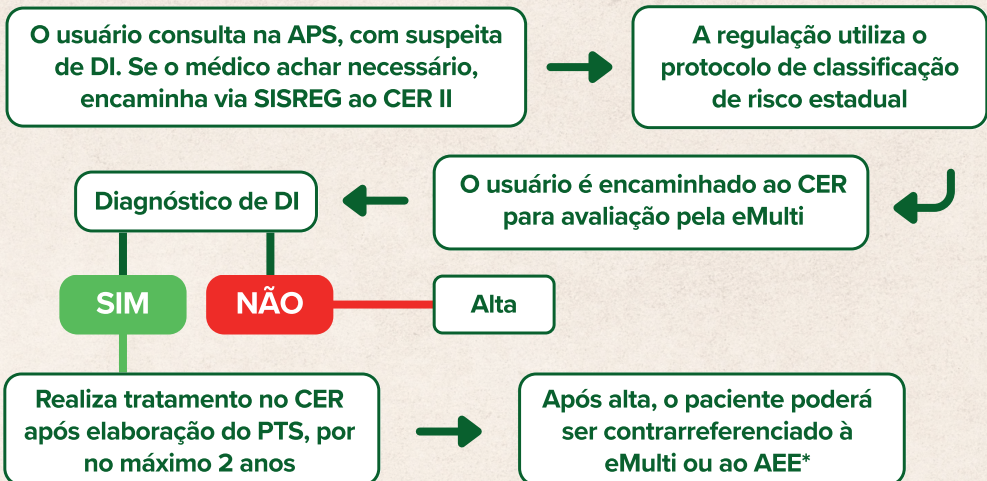 O usuário consulta na APS, com suspeita
de DI. Se o médico achar necessário,
encaminha via SISREG ao CER II
A regulação utiliza o
protocolo de classificação
de risco estadual
O usuário é encaminhado ao CER
para avaliação pela eMulti
Diagnóstico de DI
SIM
NÃO
Alta
Realiza tratamento no CER
após elaboração do PTS, por
no máximo 2 anos
Após alta, o paciente poderá
ser contrarreferenciado à
eMulti ou ao AEE*